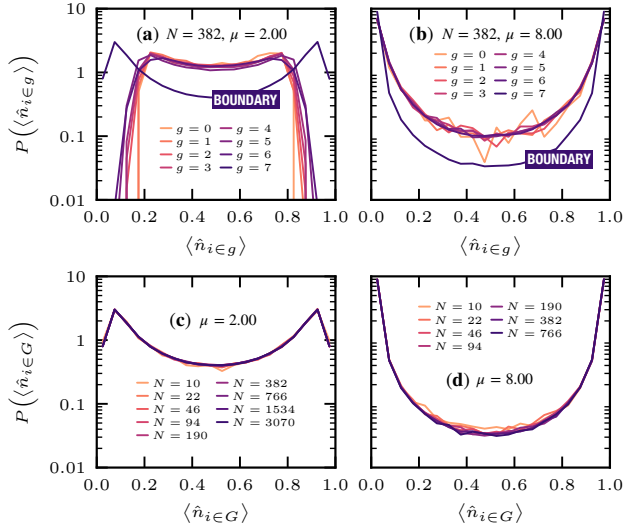 (a) N = 382, μ = 2.00
10
1
0.1
0.01
P(⟨n̂_{i∈g}⟩)
BOUNDARY
g = 0 g = 4
g = 1 g = 5
g = 2 g = 6
g = 3 g = 7
0.0 0.2 0.4 0.6 0.8 1.0
⟨n̂_{i∈g}⟩
(b) N = 382, μ = 8.00
g = 0 g = 4
g = 1 g = 5
g = 2 g = 6
g = 3 g = 7
BOUNDARY
0.0 0.2 0.4 0.6 0.8 1.0
⟨n̂_{i∈g}⟩
10
1
0.1
0.01
P(⟨n̂_{i∈G}⟩)
(c) μ = 2.00
N = 10 N = 382
N = 22 N = 766
N = 46 N = 1534
N = 94 N = 3070
N = 190
0.0 0.2 0.4 0.6 0.8 1.0
⟨n̂_{i∈G}⟩
N = 10 N = 190
N = 22 N = 382
N = 46 N = 766
N = 94
(d) μ = 8.00
0.0 0.2 0.4 0.6 0.8 1.0
⟨n̂_{i∈G}⟩